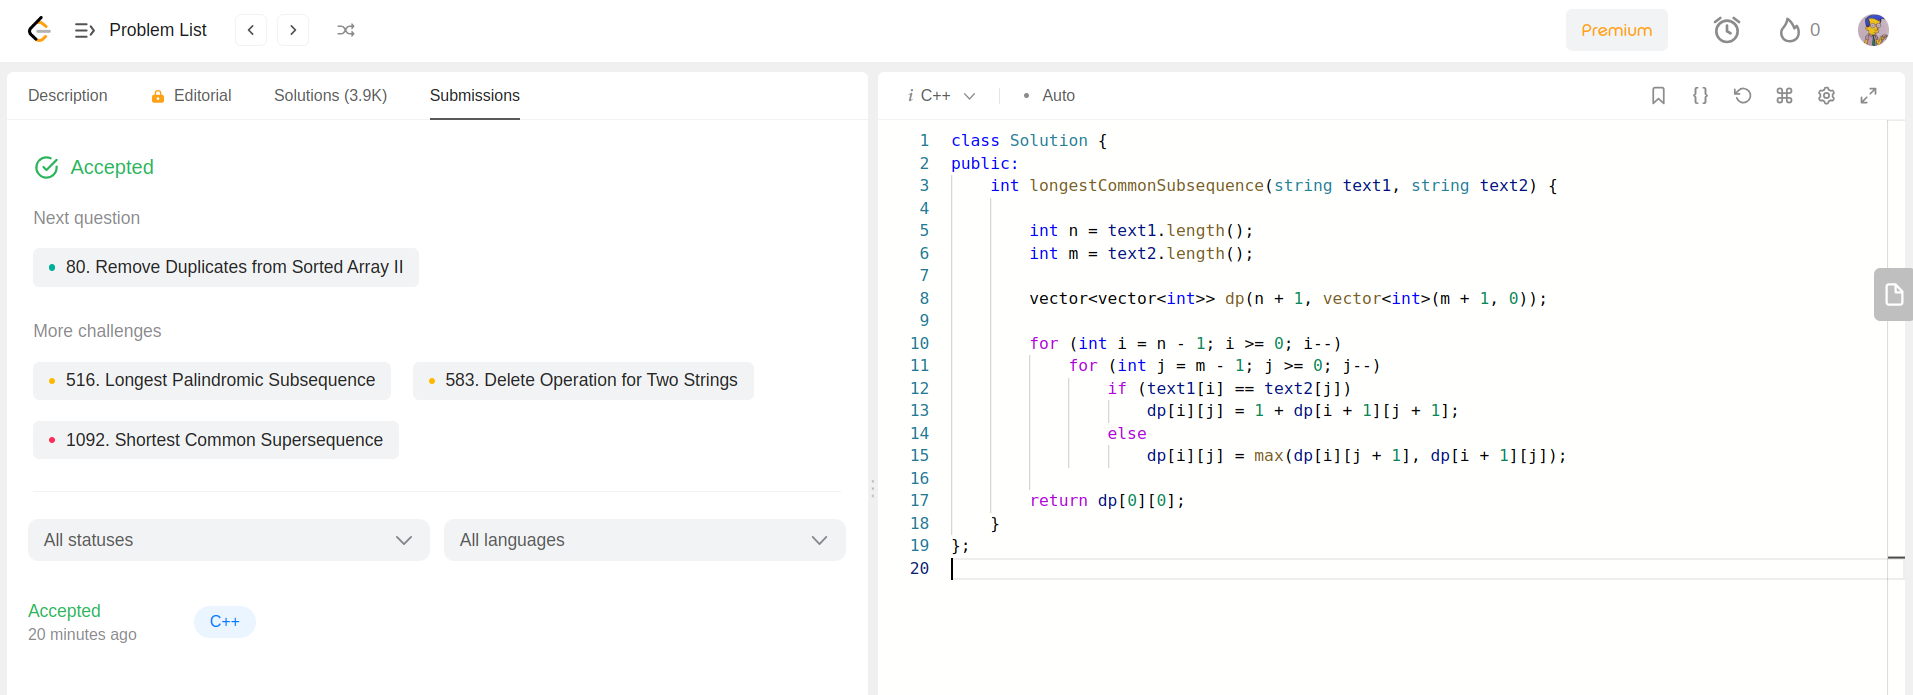 Problem List
Premium
0
Description Editorial Solutions (3.9K) Submissions
Accepted
Next question
80. Remove Duplicates from Sorted Array II
More challenges
516. Longest Palindromic Subsequence 583. Delete Operation for Two Strings
1092. Shortest Common Supersequence
All statuses All languages
Accepted
20 minutes ago
C++
i C++ • Auto
1 class Solution {
2 public:
3     int longestCommonSubsequence(string text1, string text2) {
4
5         int n = text1.length();
6         int m = text2.length();
7
8         vector<vector<int>> dp(n + 1, vector<int>(m + 1, 0));
9
10         for (int i = n - 1; i >= 0; i--)
11             for (int j = m - 1; j >= 0; j--)
12                 if (text1[i] == text2[j])
13                     dp[i][j] = 1 + dp[i + 1][j + 1];
14                 else
15                     dp[i][j] = max(dp[i][j + 1], dp[i + 1][j]);
16
17         return dp[0][0];
18     }
19 };
20